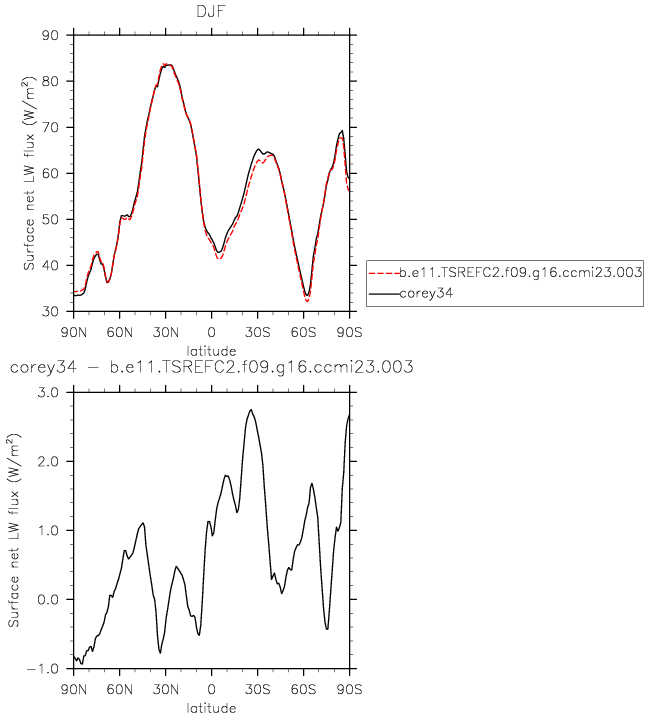 DJF
90
80
70
60
50
40
30
Surface net LW flux (W/m²)
90N 60N 30N 0 30S 60S 90S
latitude
b.e11.TSREFC2.f09.g16.ccmi23.003
corey34
corey34 − b.e11.TSREFC2.f09.g16.ccmi23.003
3.0
2.0
1.0
0.0
−1.0
Surface net LW flux (W/m²)
90N 60N 30N 0 30S 60S 90S
latitude